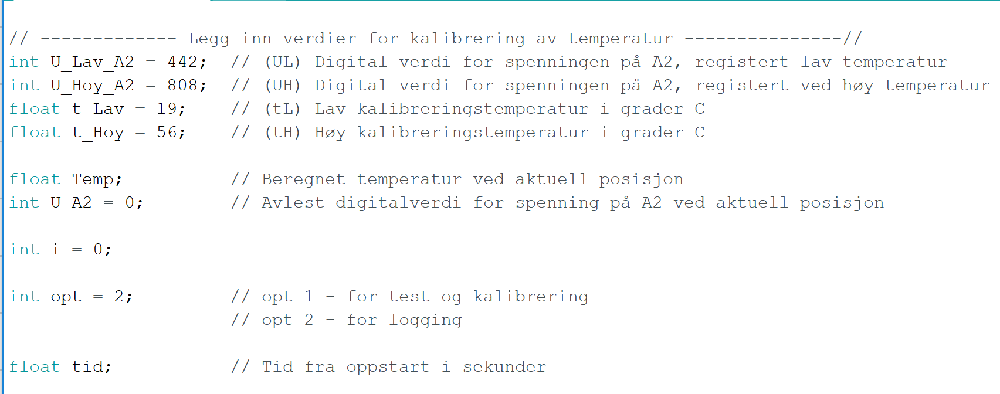 // ------------- Legg inn verdier for kalibrering av temperatur ---------------//
int U_Lav_A2 = 442;  // (UL) Digital verdi for spenningen på A2, registert lav temperatur
int U_Hoy_A2 = 808;  // (UH) Digital verdi for spenningen på A2, registert ved høy temperatur
float t_Lav = 19;    // (tL) Lav kalibreringstemperatur i grader C
float t_Hoy = 56;    // (tH) Høy kalibreringstemperatur i grader C
float Temp;          // Beregnet temperatur ved aktuell posisjon
int U_A2 = 0;        // Avlest digitalverdi for spenning på A2 ved aktuell posisjon
int i = 0;
int opt = 2;         // opt 1 - for test og kalibrering
                     // opt 2 - for logging
float tid;           // Tid fra oppstart i sekunder